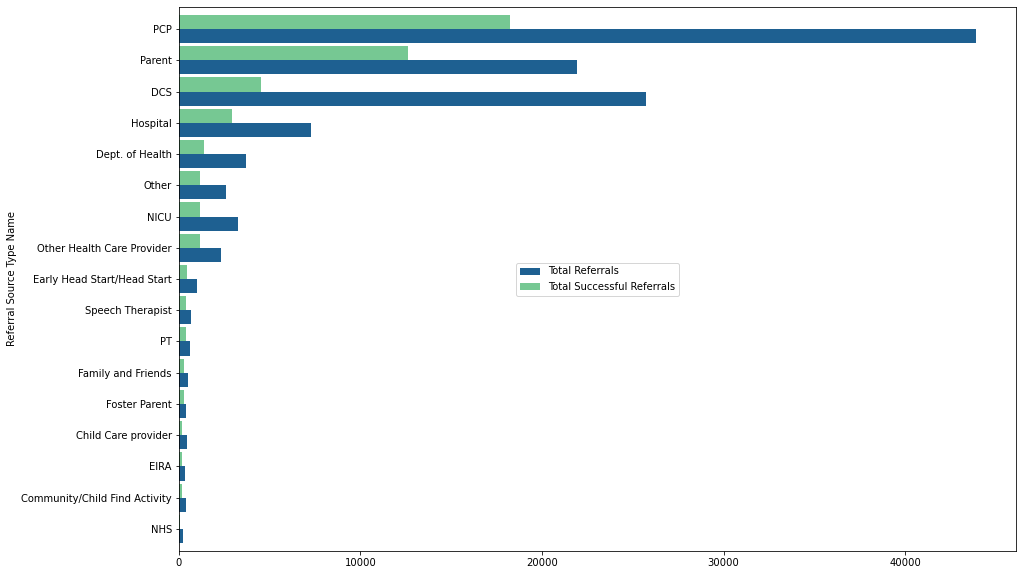 Referral Source Type Name
PCP
Parent
DCS
Hospital
Dept. of Health
Other
NICU
Other Health Care Provider
Early Head Start/Head Start
Speech Therapist
PT
Family and Friends
Foster Parent
Child Care provider
EIRA
Community/Child Find Activity
NHS
Total Referrals
Total Successful Referrals
0 10000 20000 30000 40000